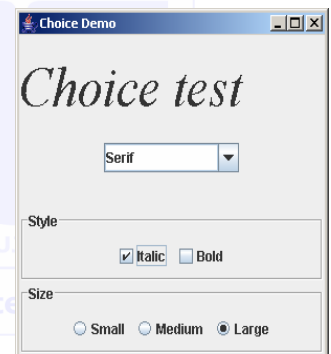 Choice Demo
Choice test
Serif
Style
Italic Bold
Size
Small Medium Large